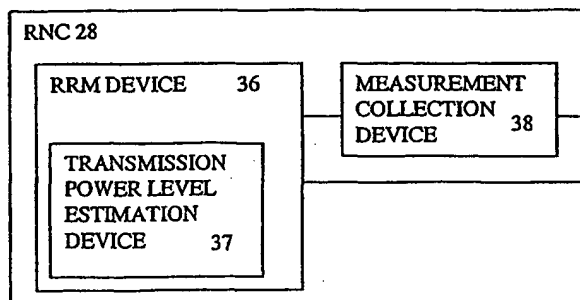 RNC 28
RRM DEVICE 36
TRANSMISSION
POWER LEVEL
ESTIMATION
DEVICE 37
MEASUREMENT
COLLECTION
DEVICE 38